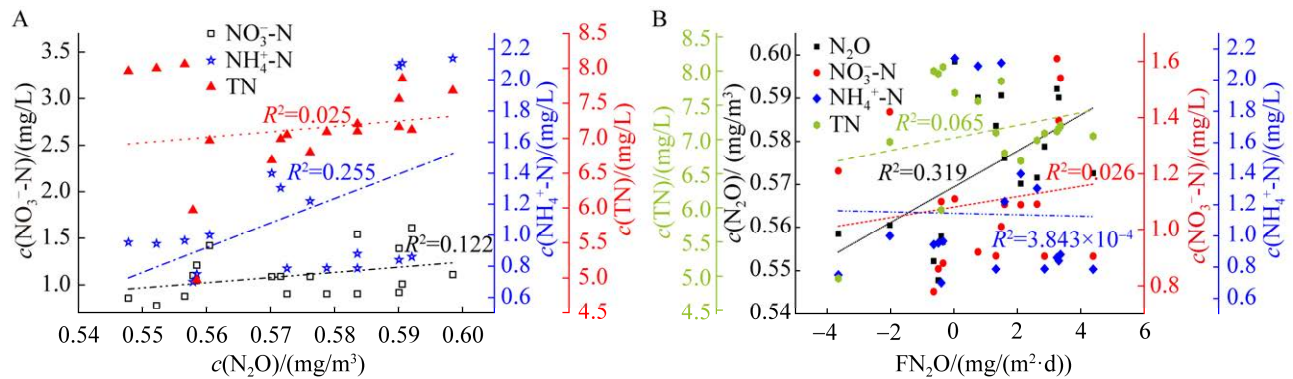 A
NO₃⁻-N
NH₄⁺-N
TN
R²=0.025
R²=0.255
R²=0.122
c(NO₃⁻-N)/(mg/L)
3.5
3.0
2.5
2.0
1.5
1.0
0.54
0.55
0.56
0.57
0.58
0.59
0.60
c(N₂O)/(mg/m³)
2.2
2.0
1.8
1.6
1.4
1.2
1.0
0.8
0.6
c(NH₄⁺-N)/(mg/L)
8.5
8.0
7.5
7.0
6.5
6.0
5.5
5.0
4.5
c(TN)/(mg/L)
B
c(TN)/(mg/L)
8.5
8.0
7.5
7.0
6.5
6.0
5.5
5.0
4.5
c(N₂O)/ (mg/m³)
0.60
0.59
0.58
0.57
0.56
0.55
0.54
N₂O
NO₃⁻-N
NH₄⁺-N
TN
R²=0.065
R²=0.319
R²=0.026
R²=3.843×10⁻⁴
−4
−2
0
2
4
6
FN₂O/(mg/(m²·d))
1.6
1.4
1.2
1.0
0.8
c(NO₃⁻-N)/(mg/L)
2.2
2.0
1.8
1.6
1.4
1.2
1.0
0.8
0.6
c(NH₄⁺-N)/(mg/L)